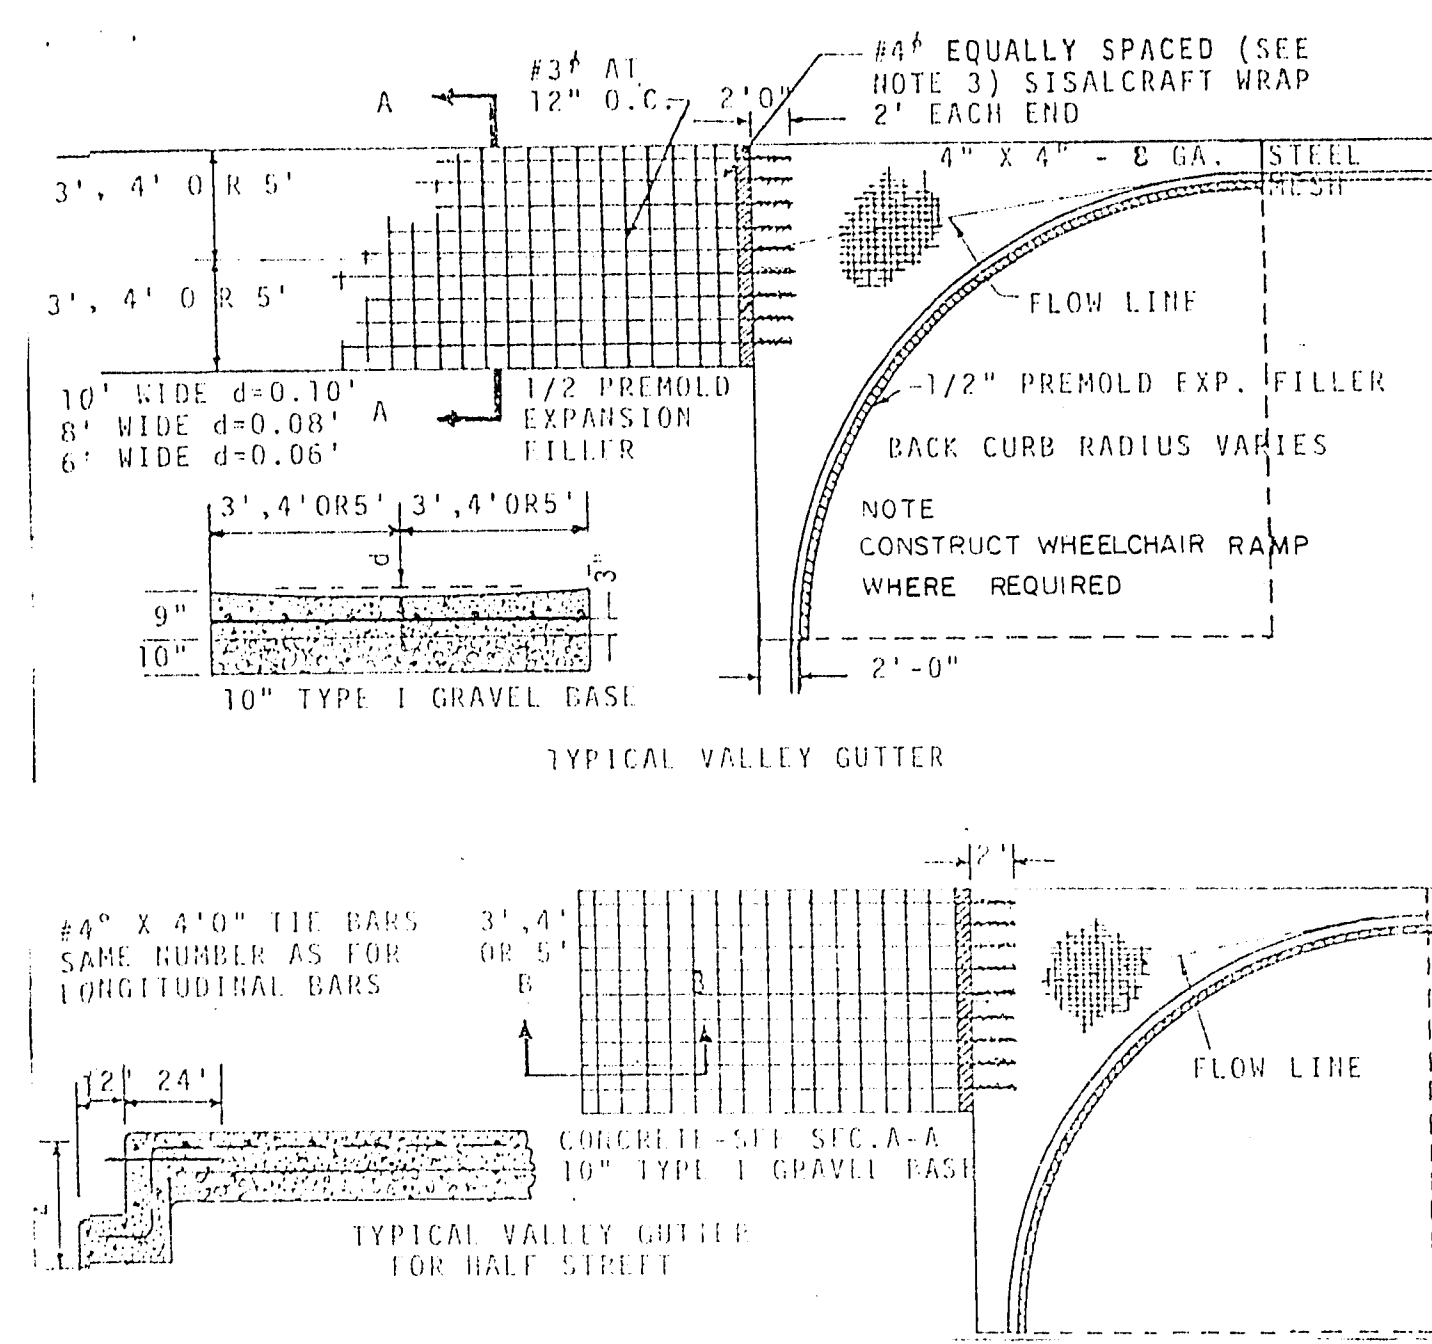 #3⌀ AT
12" O.C.
A
2'0"
#4⌀ EQUALLY SPACED (SEE
NOTE 3) SISALCRAFT WRAP
2' EACH END
4" X 4" - 8 GA. STEEL
MESH
3', 4' OR 5'
3', 4' OR 5'
FLOW LINE
10' WIDE d=0.10'
8' WIDE d=0.08'
6' WIDE d=0.06'
A
1/2 PREMOLD
EXPANSION
FILLER
1/2" PREMOLD EXP. FILLER
BACK CURB RADIUS VARIES
3',4'OR5' 3',4'OR5'
d
3"
9"
10"
10" TYPE I GRAVEL BASE
NOTE
CONSTRUCT WHEELCHAIR RAMP
WHERE REQUIRED
2'-0"
TYPICAL VALLEY GUTTER
2'
#4° X 4'0" TIE BARS
SAME NUMBER AS FOR
LONGITUDINAL BARS
3',4'
OR 5'
B
B
FLOW LINE
12' 24'
CONCRETE-SEE SEC.A-A
10" TYPE I GRAVEL BASE
TYPICAL VALLEY GUTTER
FOR HALF STREET